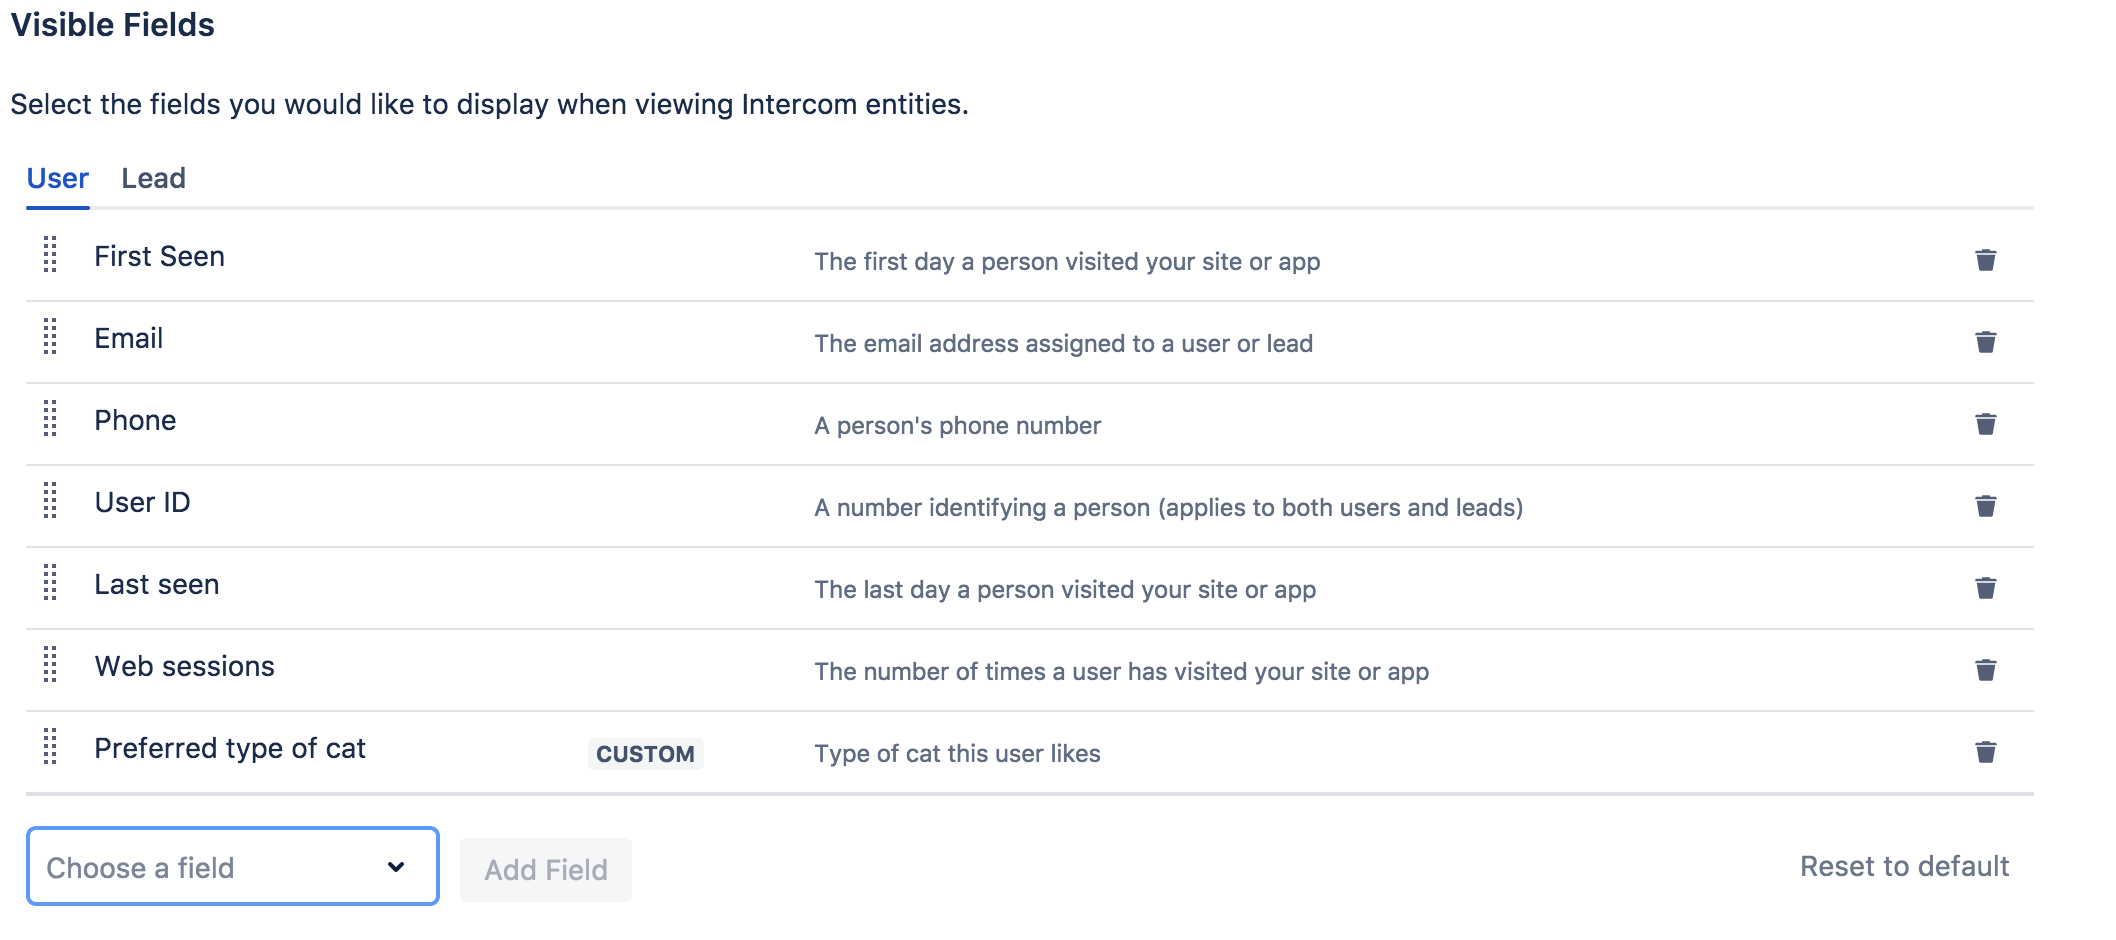 Visible Fields
Select the fields you would like to display when viewing Intercom entities.
User Lead
First Seen The first day a person visited your site or app
Email The email address assigned to a user or lead
Phone A person's phone number
User ID A number identifying a person (applies to both users and leads)
Last seen The last day a person visited your site or app
Web sessions The number of times a user has visited your site or app
Preferred type of cat CUSTOM Type of cat this user likes
Choose a field Add Field Reset to default